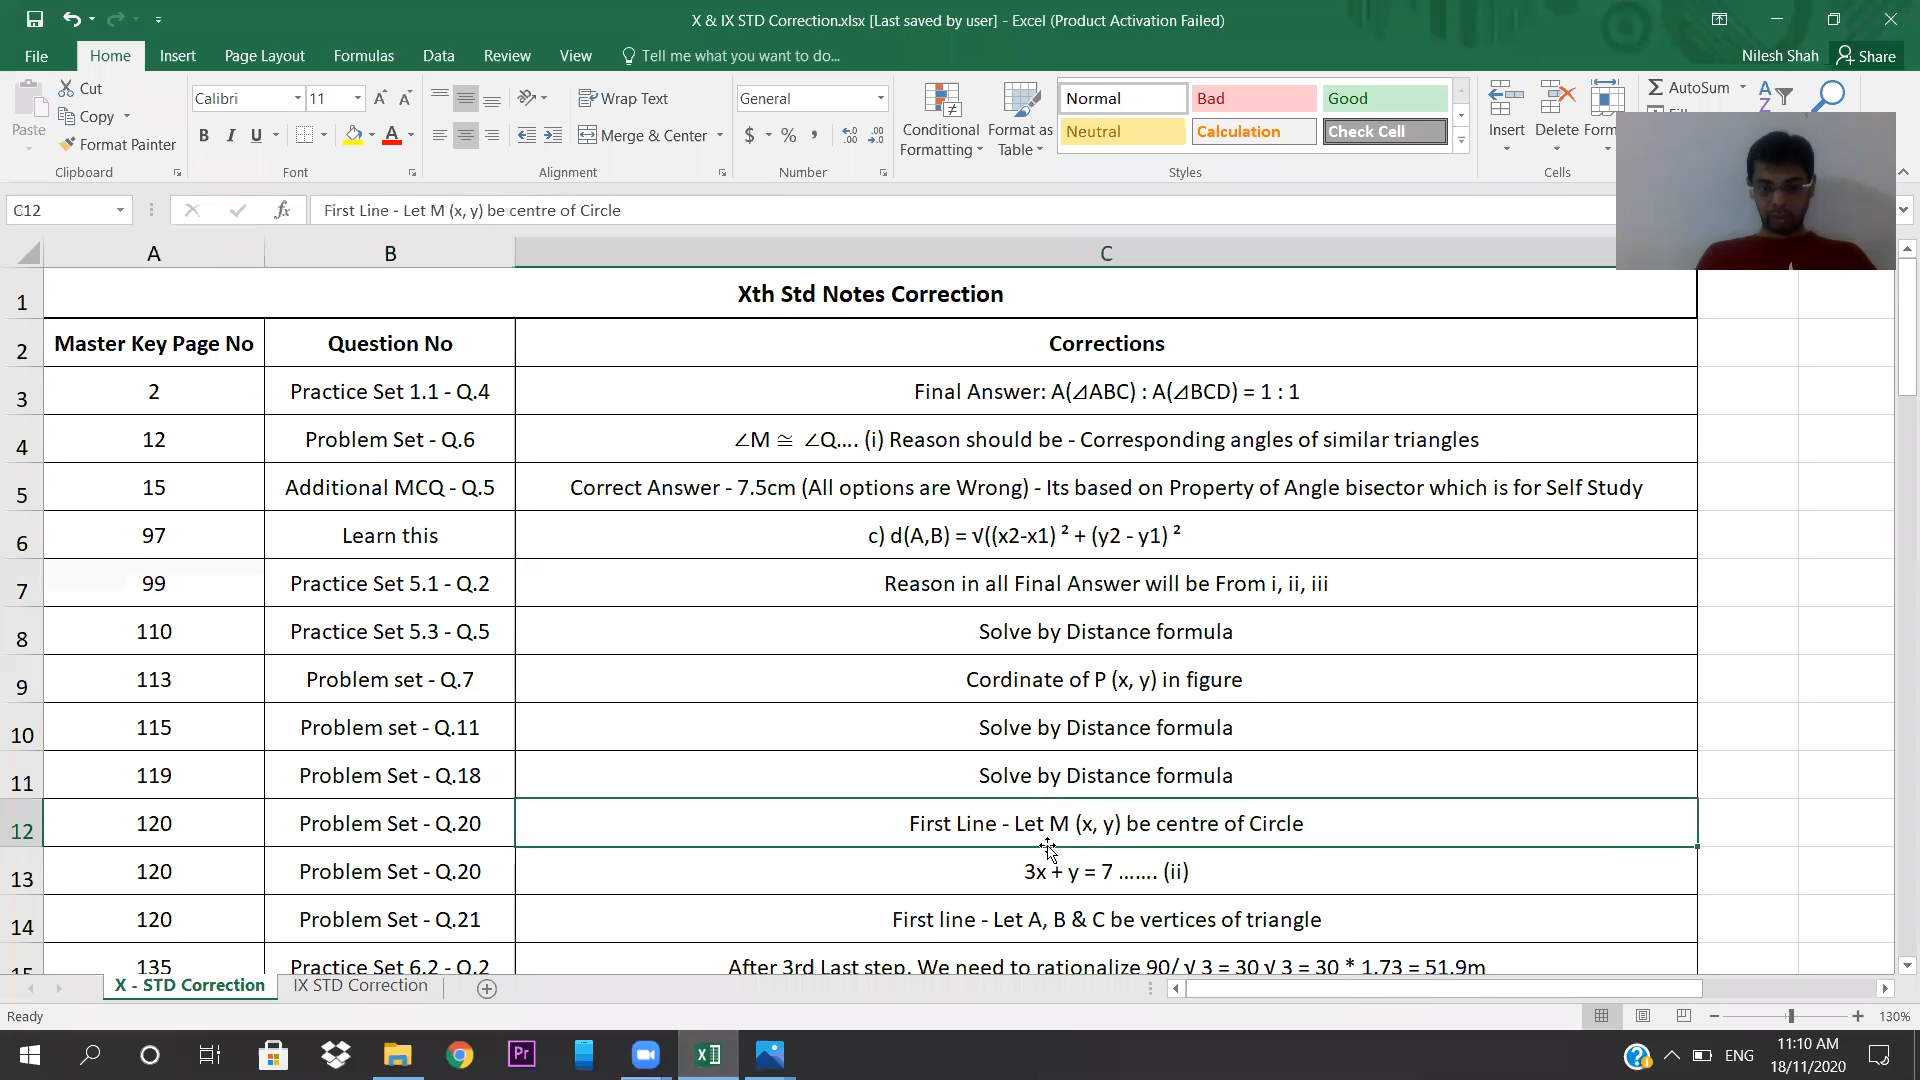 X & IX STD Correction.xlsx [Last saved by user] - Excel (Product Activation Failed)
File Home Insert Page Layout Formulas Data Review View Tell me what you want to do... Nilesh Shah Share
Paste
Cut
Copy
Format Painter
Clipboard
Calibri 11
B I U
Font
Wrap Text
Merge & Center
Alignment
General
$ % ,
Number
Conditional Formatting
Format as Table
Normal Bad Good
Neutral Calculation Check Cell
Styles
Insert Delete Form
Cells
AutoSum
C12 fx First Line - Let M (x, y) be centre of Circle
A B C
1 Xth Std Notes Correction
2 Master Key Page No Question No Corrections
3 2 Practice Set 1.1 - Q.4 Final Answer: A(⊿ABC) : A(⊿BCD) = 1 : 1
4 12 Problem Set - Q.6 ∠M ≅ ∠Q.... (i) Reason should be - Corresponding angles of similar triangles
5 15 Additional MCQ - Q.5 Correct Answer - 7.5cm (All options are Wrong) - Its based on Property of Angle bisector which is for Self Study
6 97 Learn this c) d(A,B) = √((x2-x1) ² + (y2 - y1) ²
7 99 Practice Set 5.1 - Q.2 Reason in all Final Answer will be From i, ii, iii
8 110 Practice Set 5.3 - Q.5 Solve by Distance formula
9 113 Problem set - Q.7 Cordinate of P (x, y) in figure
10 115 Problem set - Q.11 Solve by Distance formula
11 119 Problem Set - Q.18 Solve by Distance formula
12 120 Problem Set - Q.20 First Line - Let M (x, y) be centre of Circle
13 120 Problem Set - Q.20 3x + y = 7 ....... (ii)
14 120 Problem Set - Q.21 First line - Let A, B & C be vertices of triangle
15 135 Practice Set 6.2 - Q.2 After 3rd Last step. We need to rationalize 90/ √ 3 = 30 √ 3 = 30 * 1.73 = 51.9m
X - STD Correction IX STD Correction
Ready 130%
ENG 11:10 AM
18/11/2020